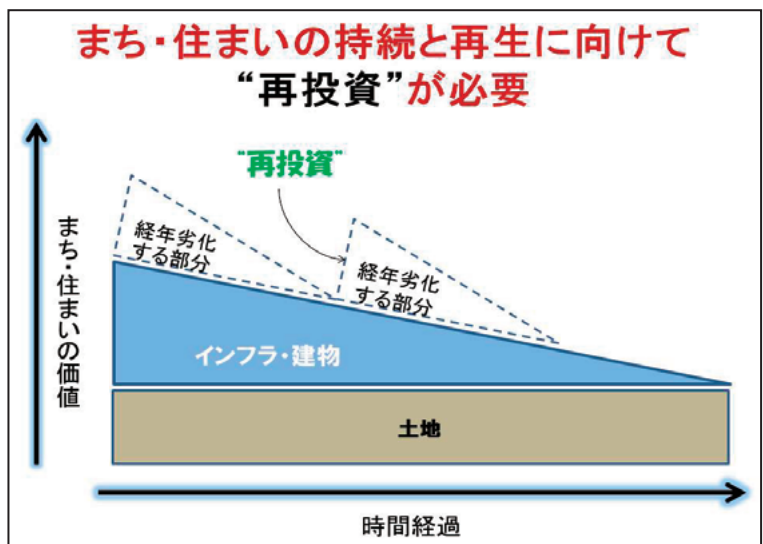 まち・住まいの持続と再生に向けて
“再投資”が必要
“再投資”
まち・住まいの価値
経年劣化
する部分
経年劣化
する部分
インフラ・建物
土地
時間経過